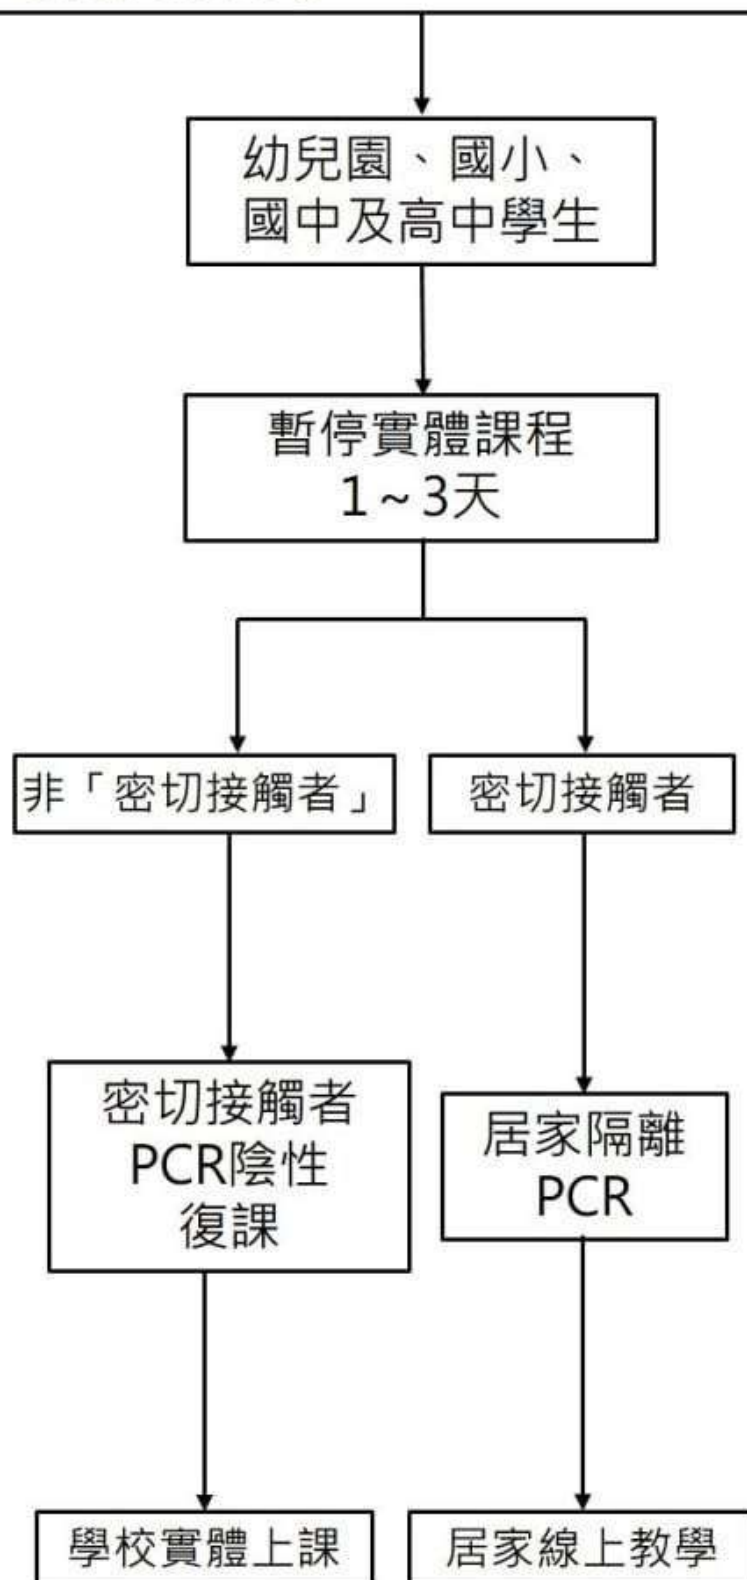 幼兒園、國小、
國中及高中學生
暫停實體課程
1~3天
非「密切接觸者」
密切接觸者
密切接觸者
PCR陰性
復課
居家隔離
PCR
學校實體上課
居家線上教學